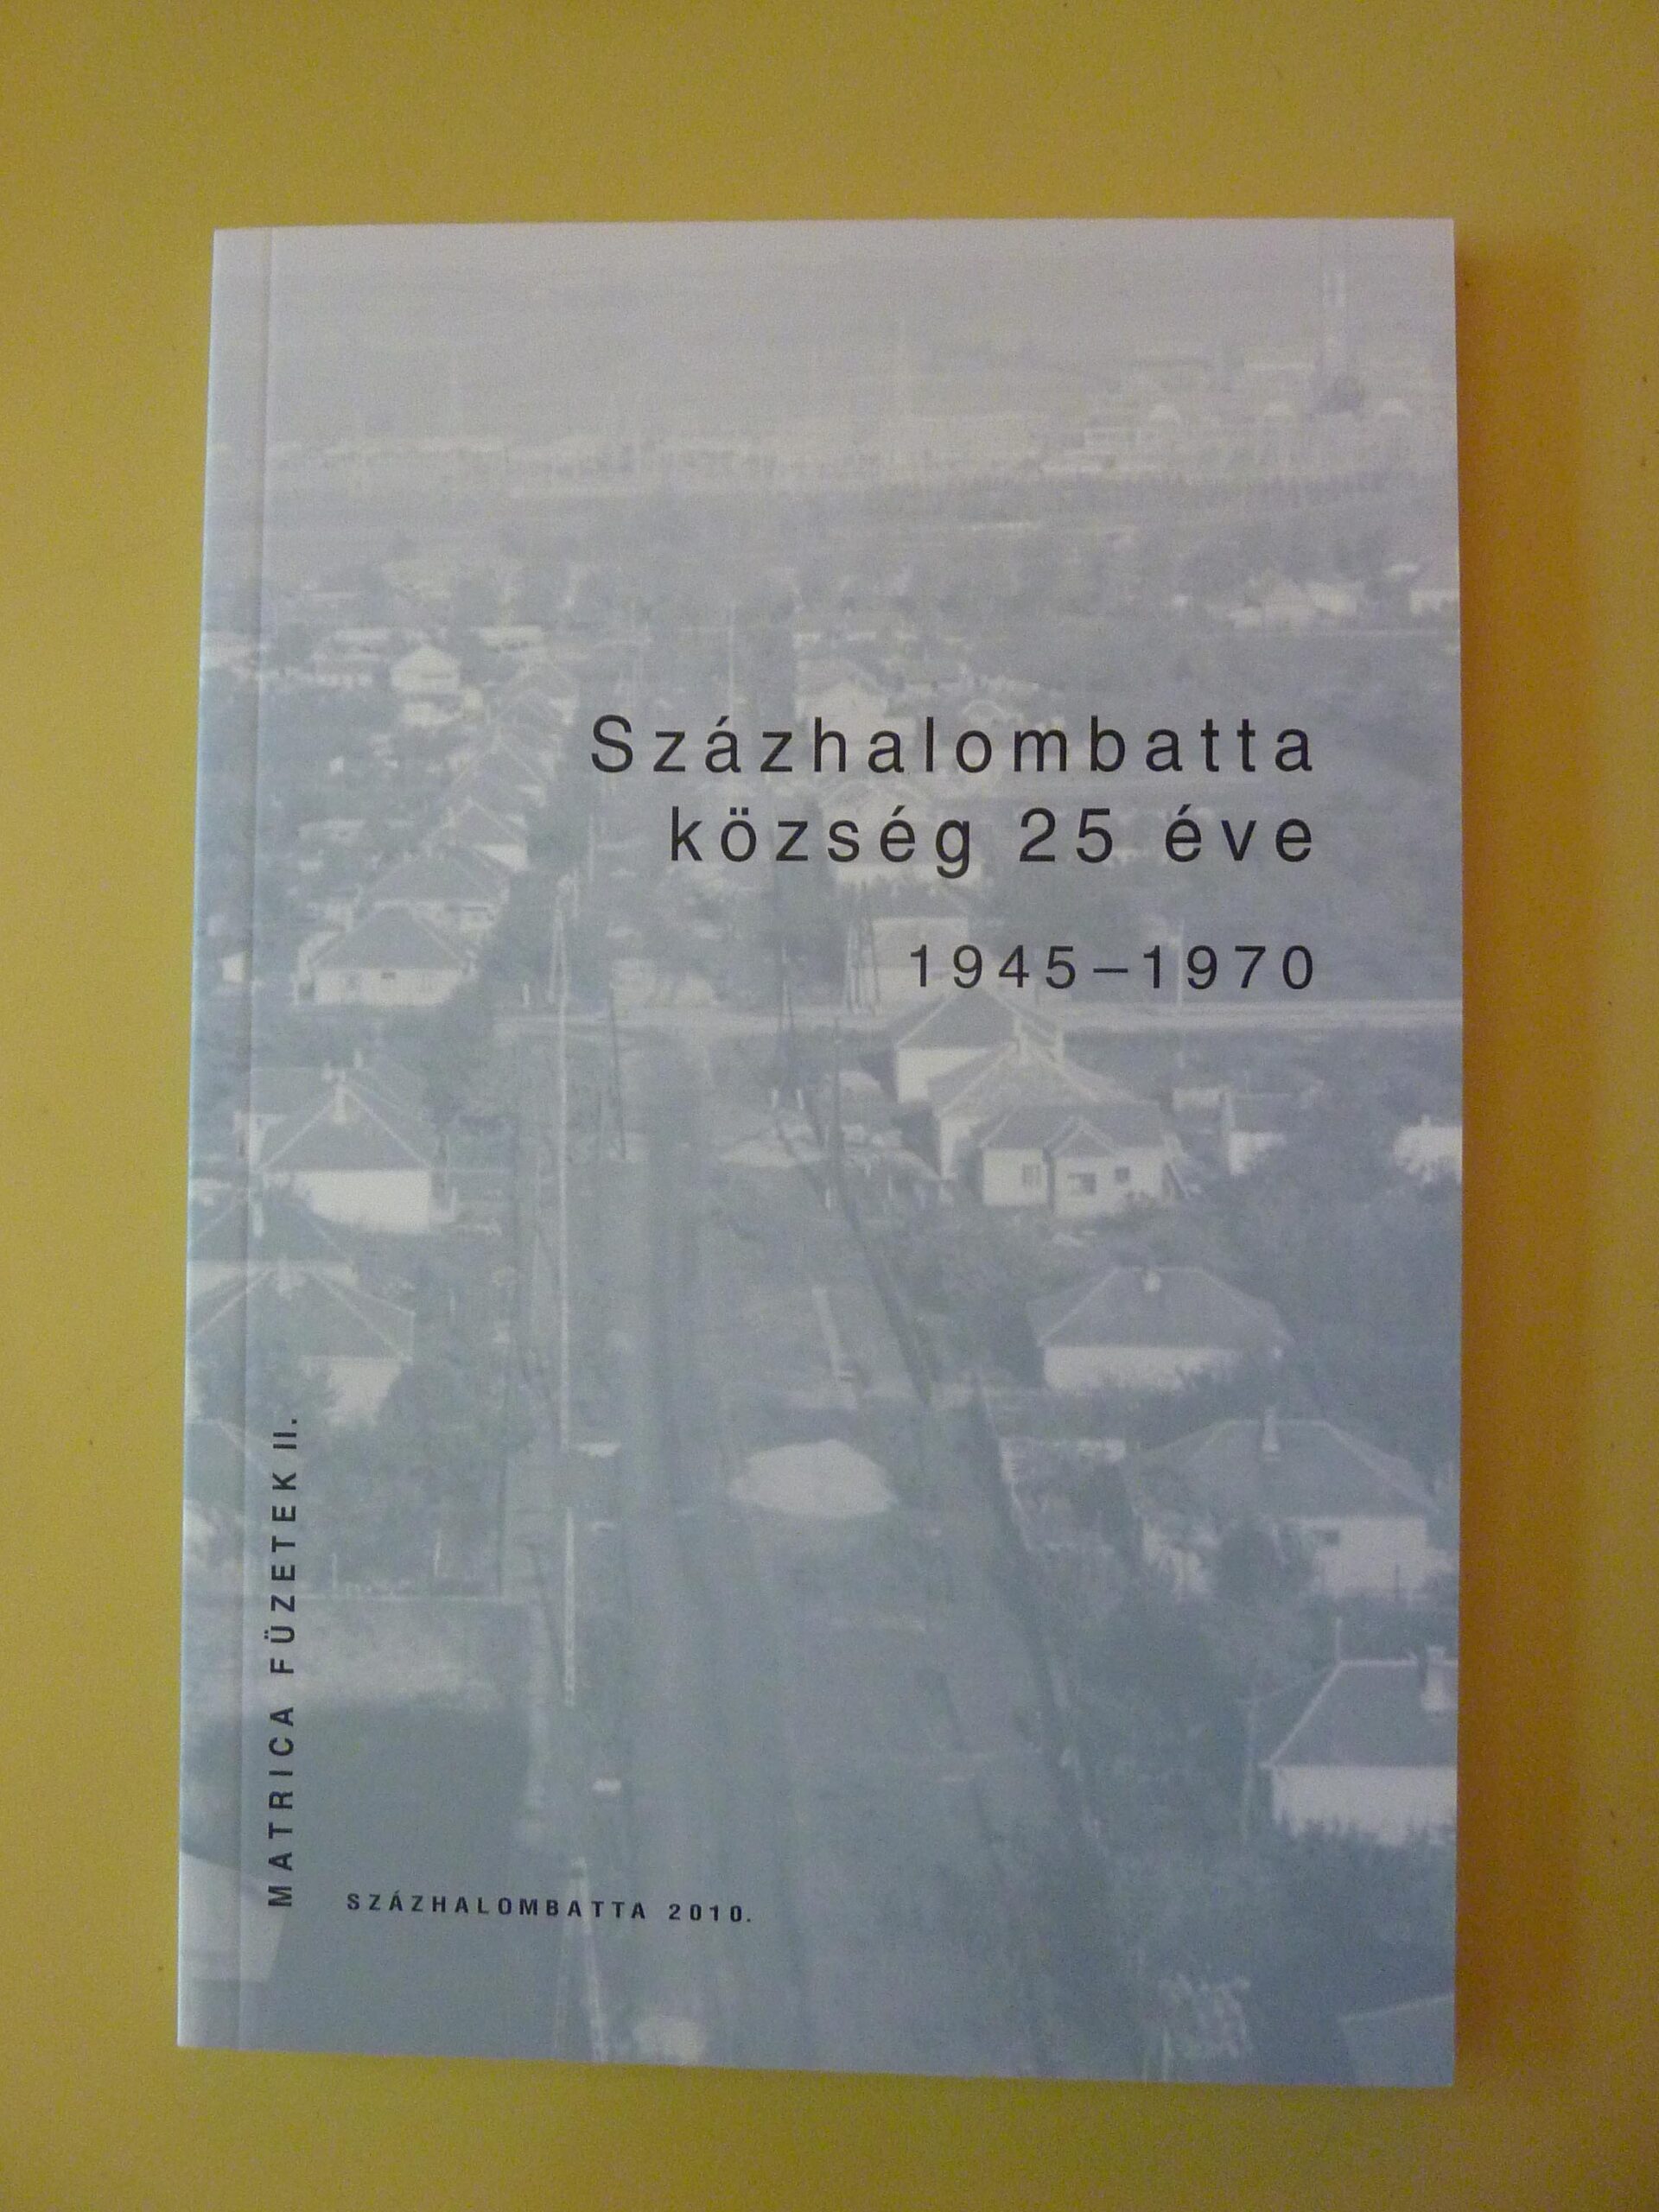 Százhalombatta
község 25 éve
1945–1970
MATRICA FÜZETEK II.
SZÁZHALOMBATTA 2010.